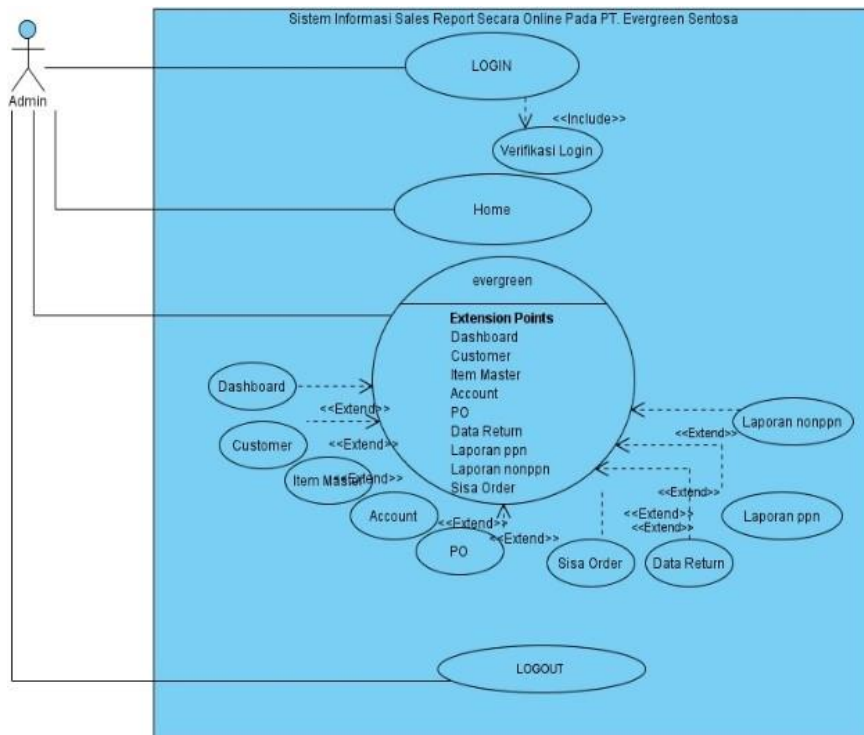 Sistem Informasi Sales Report Secara Online Pada PT. Evergreen Sentosa
LOGIN
Admin
<<Include>>
Verifikasi Login
Home
evergreen
Extension Points
Dashboard
Customer
Item Master
Account
PO
Data Return
Laporan ppn
Laporan nonppn
Sisa Order
Dashboard
<<Extend>>
Customer
<<Extend>>
Item Master
<<Extend>>
Account
<<Extend>>
PO
<<Extend>>
Laporan nonppn
<<Extend>>
<<Extend>>
Laporan ppn
<<Extend>>
<<Extend>>
Sisa Order
Data Return
LOGOUT